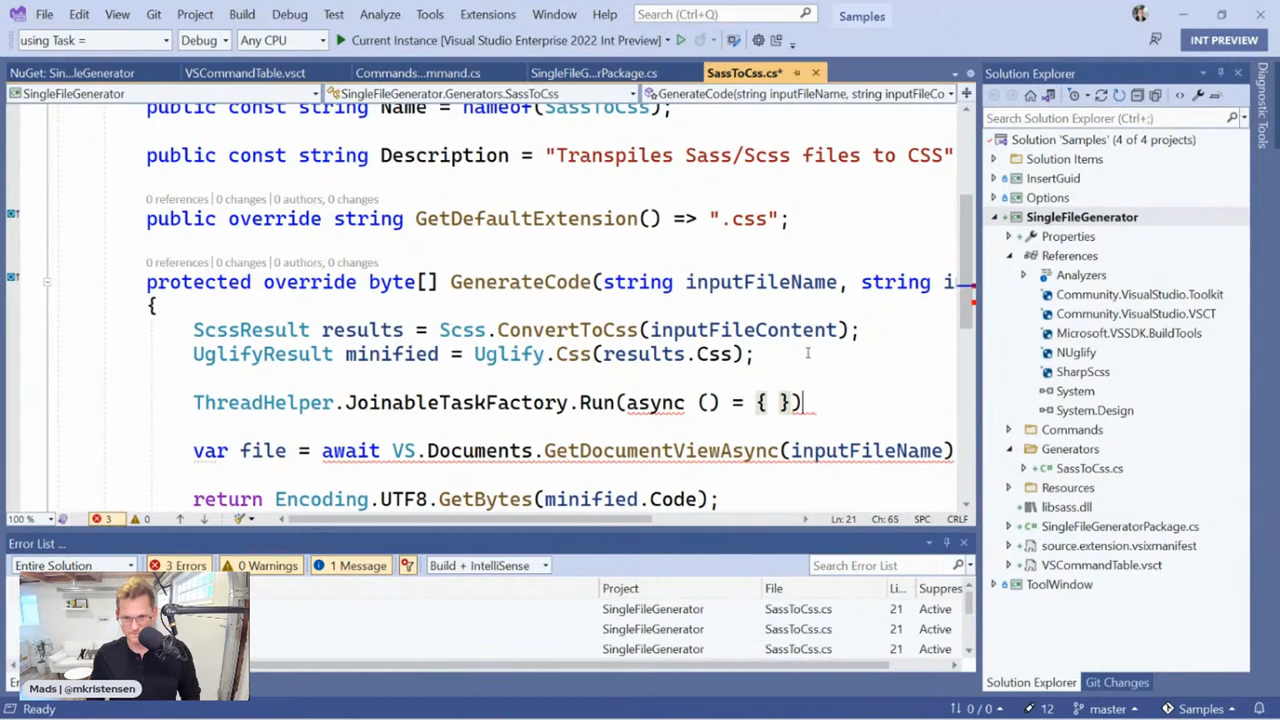 File Edit View Git Project Build Debug Test Analyze Tools Extensions Window Help Search (Ctrl+Q) Samples
using Task = Debug Any CPU Current Instance [Visual Studio Enterprise 2022 Int Preview] INT PREVIEW
NuGet: Sin...leGenerator VSCommandTable.vsct Commands...mmand.cs SingleFileG...rPackage.cs SassToCss.cs*
SingleFileGenerator SingleFileGenerator.Generators.SassToCss GenerateCode(string inputFileName, string inputFileCo
public const string Name = nameof(SassToCss);
public const string Description = "Transpiles Sass/Scss files to CSS"
0 references | 0 changes | 0 authors, 0 changes
public override string GetDefaultExtension() => ".css";
0 references | 0 changes | 0 authors, 0 changes
protected override byte[] GenerateCode(string inputFileName, string i
{
ScssResult results = Scss.ConvertToCss(inputFileContent);
UglifyResult minified = Uglify.Css(results.Css);
ThreadHelper.JoinableTaskFactory.Run(async () = { })
var file = await VS.Documents.GetDocumentViewAsync(inputFileName)
return Encoding.UTF8.GetBytes(minified.Code);
100 % 3 0 Ln: 21 Ch: 65 SPC CRLF
Error List ...
Entire Solution 3 Errors 0 Warnings 1 Message Build + IntelliSense Search Error List
Project File Li... Suppres
SingleFileGenerator SassToCss.cs 21 Active
SingleFileGenerator SassToCss.cs 21 Active
SingleFileGenerator SassToCss.cs 21 Active
Mads | @mkristensen
Ready 0 / 0 12 master Samples
Solution Explorer
Search Solution Explorer (Ctrl+;)
Solution 'Samples' (4 of 4 projects)
Solution Items
InsertGuid
Options
SingleFileGenerator
Properties
References
Analyzers
Community.VisualStudio.Toolkit
Community.VisualStudio.VSCT
Microsoft.VSSDK.BuildTools
NUglify
SharpScss
System
System.Design
Commands
Generators
SassToCss.cs
Resources
libsass.dll
SingleFileGeneratorPackage.cs
source.extension.vsixmanifest
VSCommandTable.vsct
ToolWindow
Solution Explorer Git Changes
Diagnostic Tools